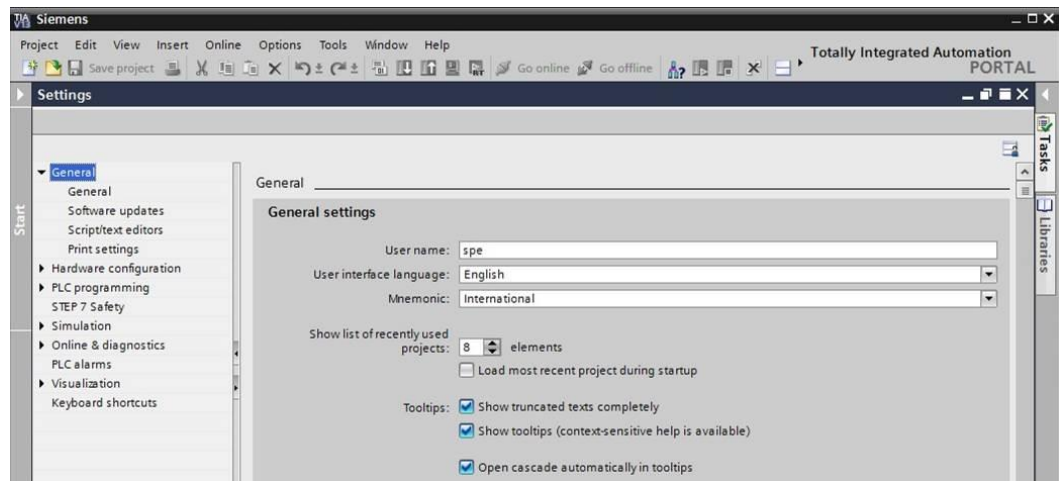 TIA V13 Siemens
Project Edit View Insert Online Options Tools Window Help
Totally Integrated Automation
PORTAL
Save project Go online Go offline
Settings
Tasks
Libraries
Start
General
General
Software updates
Script/text editors
Print settings
Hardware configuration
PLC programming
STEP 7 Safety
Simulation
Online & diagnostics
PLC alarms
Visualization
Keyboard shortcuts
General
General settings
User name: spe
User interface language: English
Mnemonic: International
Show list of recently used
projects: 8 elements
Load most recent project during startup
Tooltips: Show truncated texts completely
Show tooltips (context-sensitive help is available)
Open cascade automatically in tooltips